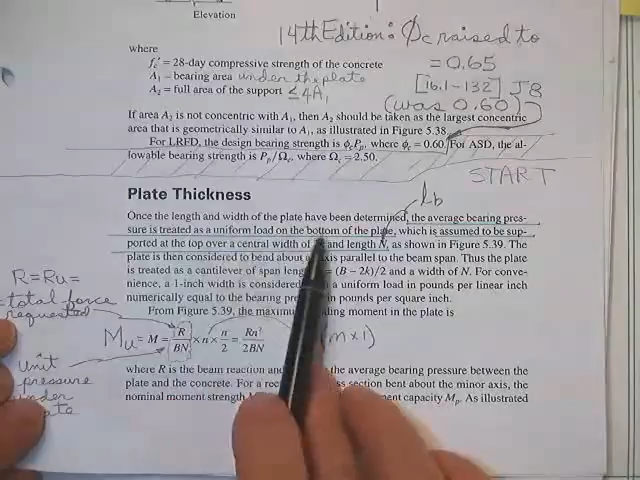 Elevation
14th Edition: ϕc raised to
= 0.65
[16.1-132] J8
(was 0.60)
where
f′c = 28-day compressive strength of the concrete
A1 = bearing area under the plate
A2 = full area of the support ≤ 4A1
If area A2 is not concentric with A1, then A2 should be taken as the largest concentric
area that is geometrically similar to A1, as illustrated in Figure 5.38.
For LRFD, the design bearing strength is ϕcPp, where ϕc = 0.60. For ASD, the al-
lowable bearing strength is Pp/Ωc, where Ωc = 2.50.
START
Plate Thickness
lb
Once the length and width of the plate have been determined, the average bearing pres-
sure is treated as a uniform load on the bottom of the plate, which is assumed to be sup-
ported at the top over a central width of and length N, as shown in Figure 5.39. The
plate is then considered to bend about a axis parallel to the beam span. Thus the plate
is treated as a cantilever of span length = (B − 2k)/2 and a width of N. For conve-
nience, a 1-inch width is considered, a uniform load in pounds per linear inch
numerically equal to the bearing pre in pounds per square inch.
From Figure 5.39, the maximum ding moment in the plate is
R = Ru =
total force
requested
Mu = M = R/BN × n × n/2 = Rn²/2BN
(m × 1)
unit
pressure
under
where R is the beam reaction and the average bearing pressure between the
plate and the concrete. For a rec ss section bent about the minor axis, the
nominal moment strength M ent capacity Mp. As illustrated